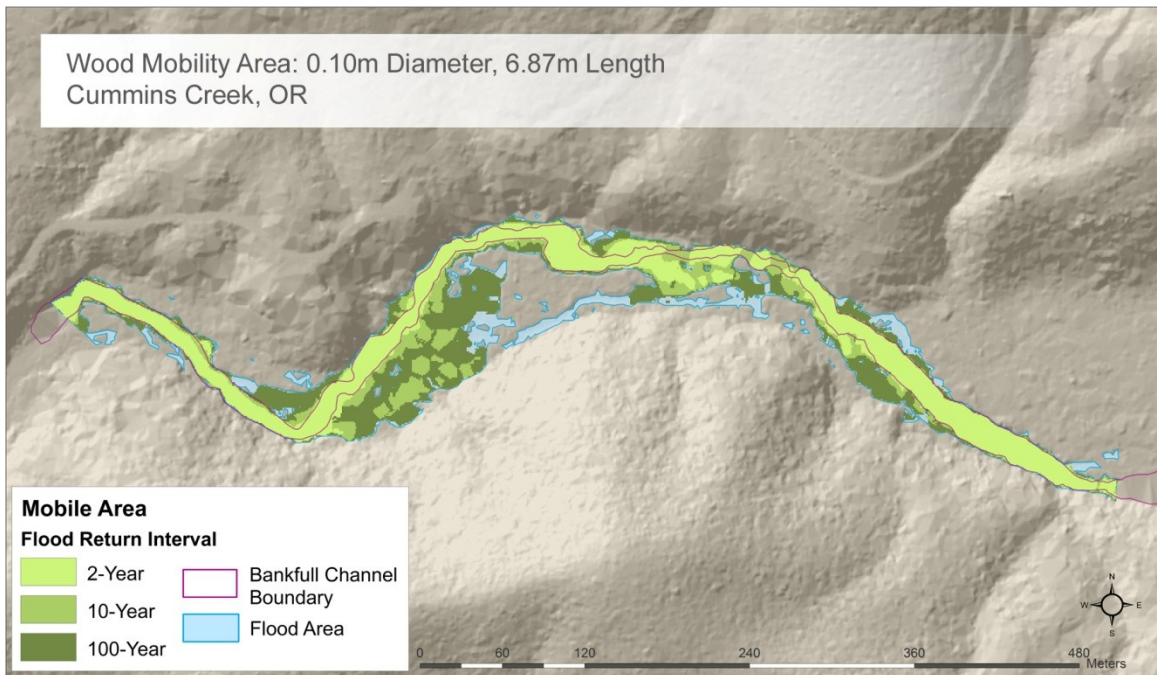 Wood Mobility Area: 0.10m Diameter, 6.87m Length
Cummins Creek, OR
Mobile Area
Flood Return Interval
2-Year
10-Year
100-Year
Bankfull Channel
Boundary
Flood Area
N
W E
S
0 60 120 240 360 480
Meters